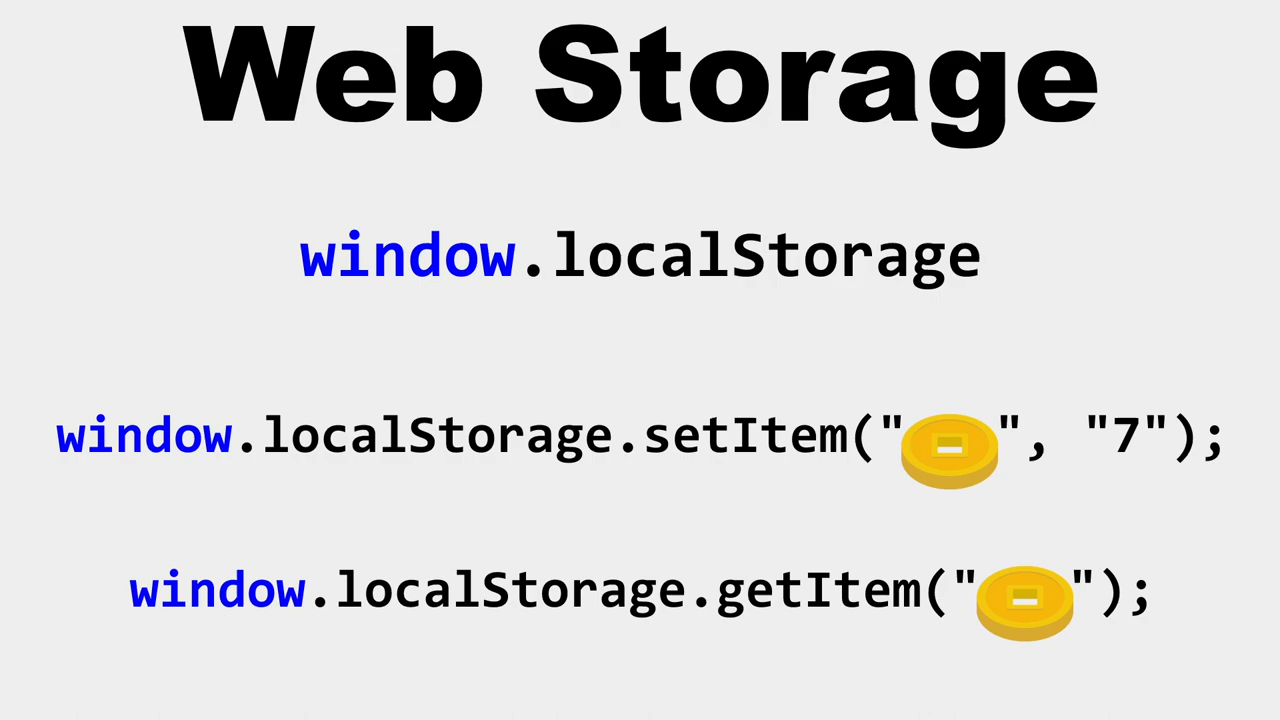 Web Storage
window.localStorage
window.localStorage.setItem("", "7");
window.localStorage.getItem("");